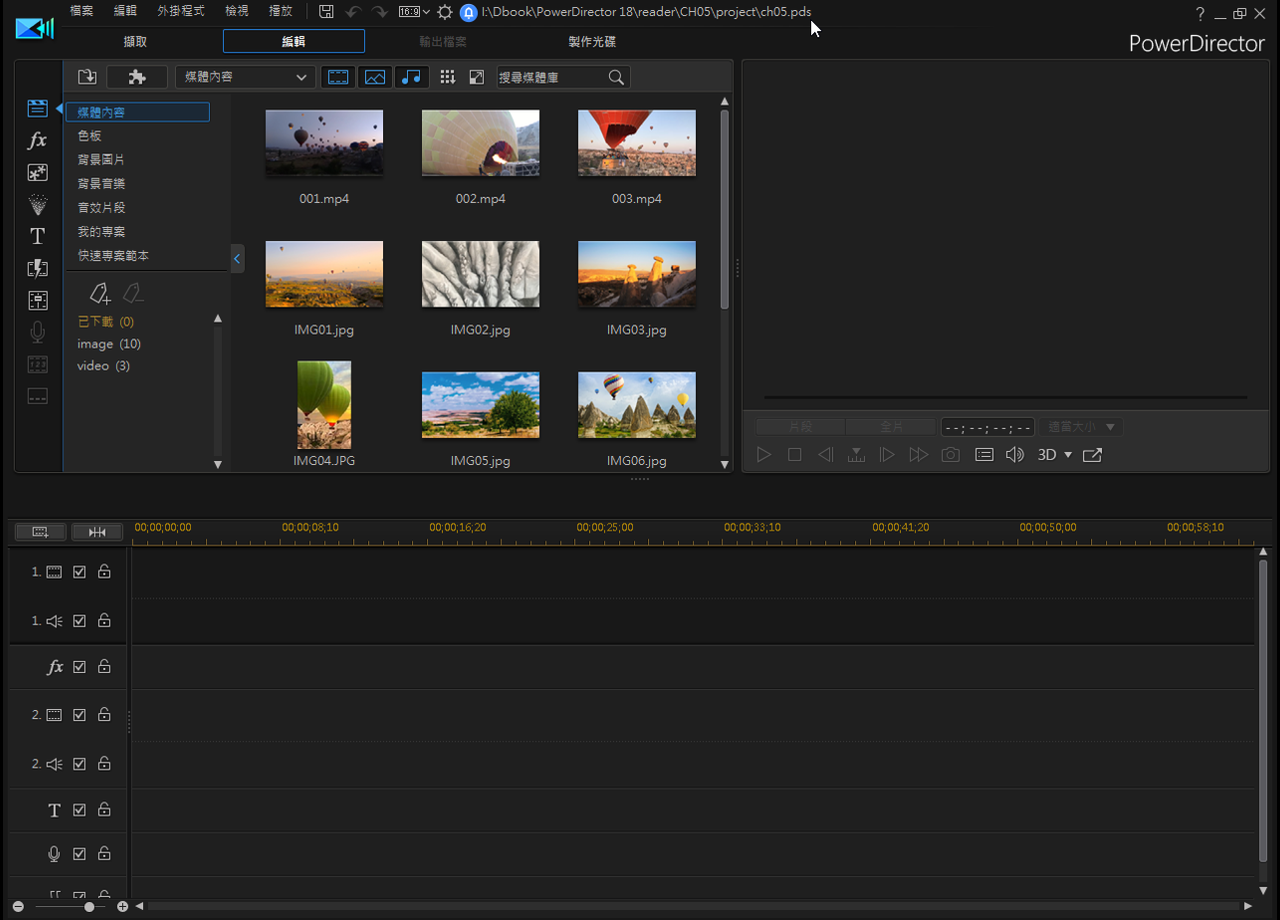 檔案 編輯 外掛程式 檢視 播放 16:9 I:\Dbook\PowerDirector 18\reader\CH05\project\ch05.pds ?
擷取 編輯 輸出檔案 製作光碟 PowerDirector
媒體內容 搜尋媒體庫
媒體內容
色板
背景圖片
背景音樂
音效片段
我的專案
快速專案範本
已下載 (0)
image (10)
video (3)
001.mp4 002.mp4 003.mp4
IMG01.jpg IMG02.jpg IMG03.jpg
IMG04.JPG IMG05.jpg IMG06.jpg
fx
T
片段 全片 --;--;--;-- 適當大小
3D
00;00;00;00 00;00;08;10 00;00;16;20 00;00;25;00 00;00;33;10 00;00;41;20 00;00;50;00 00;00;58;10
1.
1.
fx
2.
2.
T